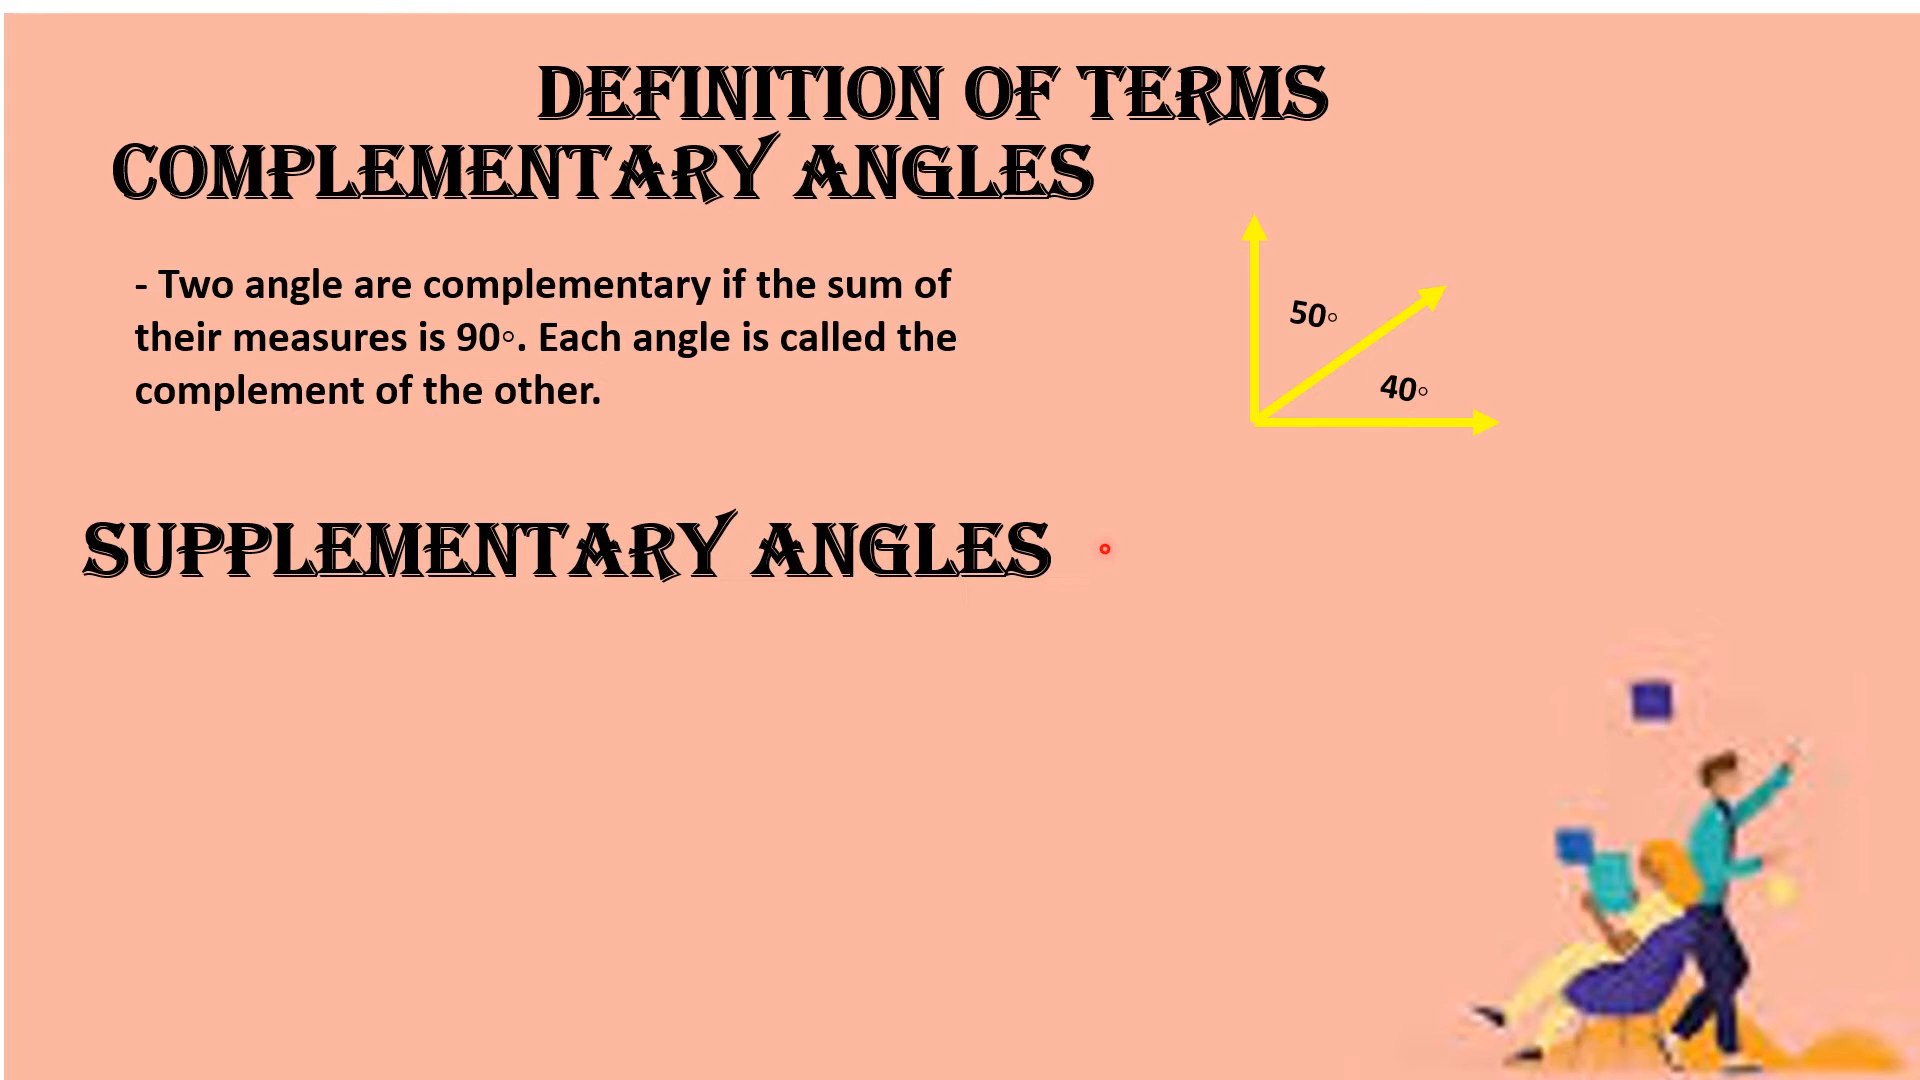 DEFINITION OF TERMS
COMPLEMENTARY ANGLES
- Two angle are complementary if the sum of
their measures is 90◦. Each angle is called the
complement of the other.
50◦
40◦
SUPPLEMENTARY ANGLES